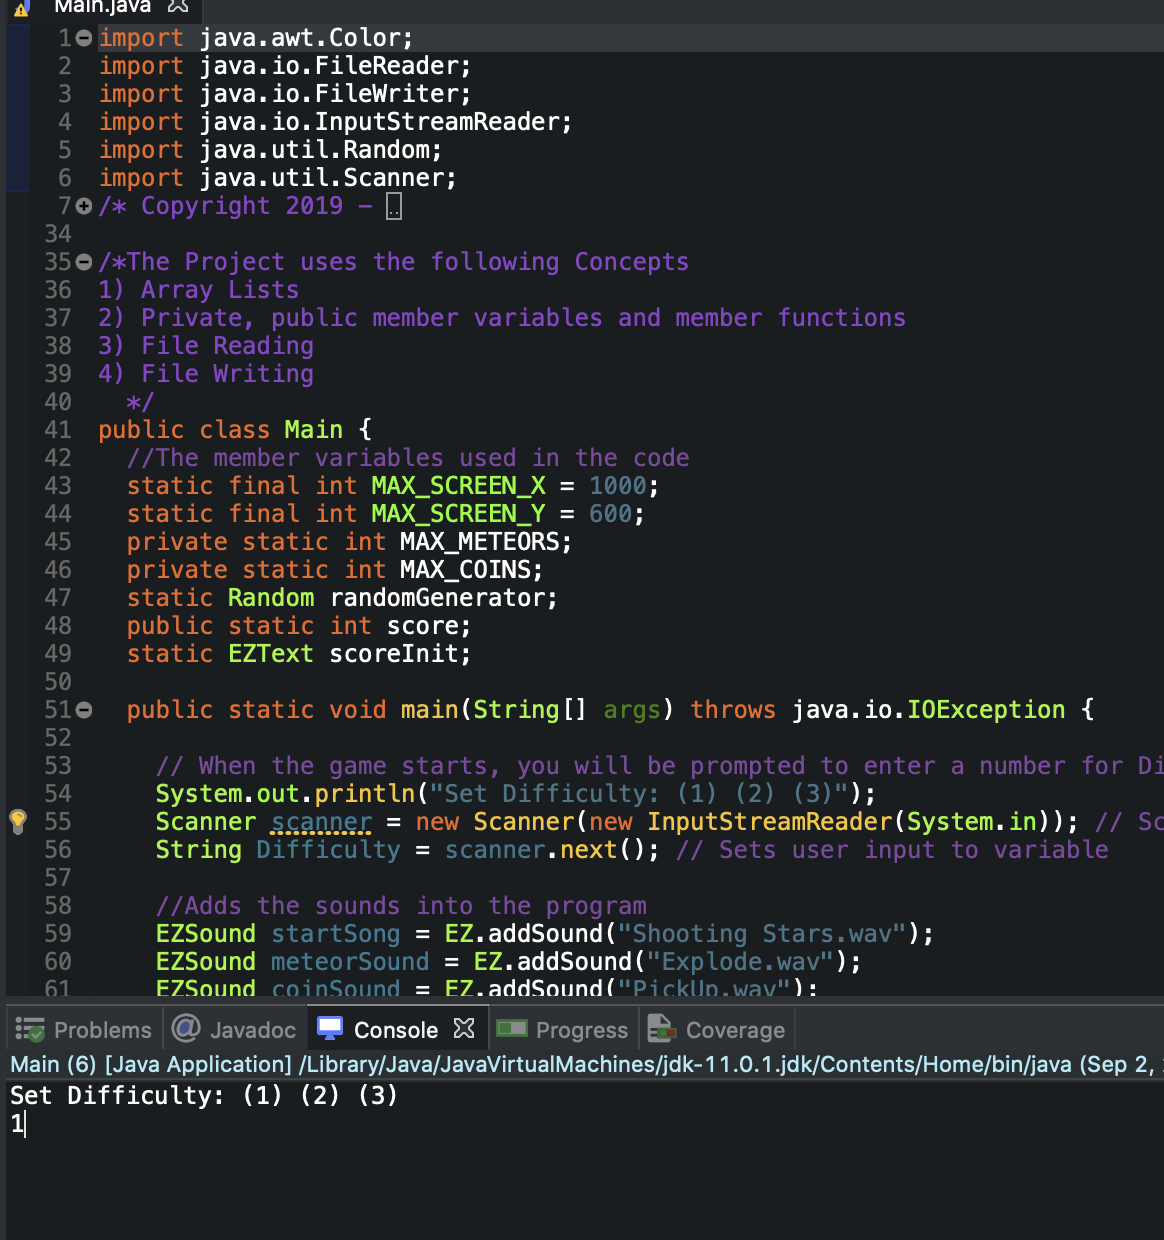 Main.java
1 import java.awt.Color;
2 import java.io.FileReader;
3 import java.io.FileWriter;
4 import java.io.InputStreamReader;
5 import java.util.Random;
6 import java.util.Scanner;
7 /* Copyright 2019 - ..
34
35 /*The Project uses the following Concepts
36 1) Array Lists
37 2) Private, public member variables and member functions
38 3) File Reading
39 4) File Writing
40 */
41 public class Main {
42 //The member variables used in the code
43 static final int MAX_SCREEN_X = 1000;
44 static final int MAX_SCREEN_Y = 600;
45 private static int MAX_METEORS;
46 private static int MAX_COINS;
47 static Random randomGenerator;
48 public static int score;
49 static EZText scoreInit;
50
51 public static void main(String[] args) throws java.io.IOException {
52
53 // When the game starts, you will be prompted to enter a number for Di
54 System.out.println("Set Difficulty: (1) (2) (3)");
55 Scanner scanner = new Scanner(new InputStreamReader(System.in)); // Sc
56 String Difficulty = scanner.next(); // Sets user input to variable
57
58 //Adds the sounds into the program
59 EZSound startSong = EZ.addSound("Shooting Stars.wav");
60 EZSound meteorSound = EZ.addSound("Explode.wav");
61 EZSound coinSound = EZ.addSound("PickUp.wav");
Problems @ Javadoc Console Progress Coverage
Main (6) [Java Application] /Library/Java/JavaVirtualMachines/jdk-11.0.1.jdk/Contents/Home/bin/java (Sep 2,
Set Difficulty: (1) (2) (3)
1